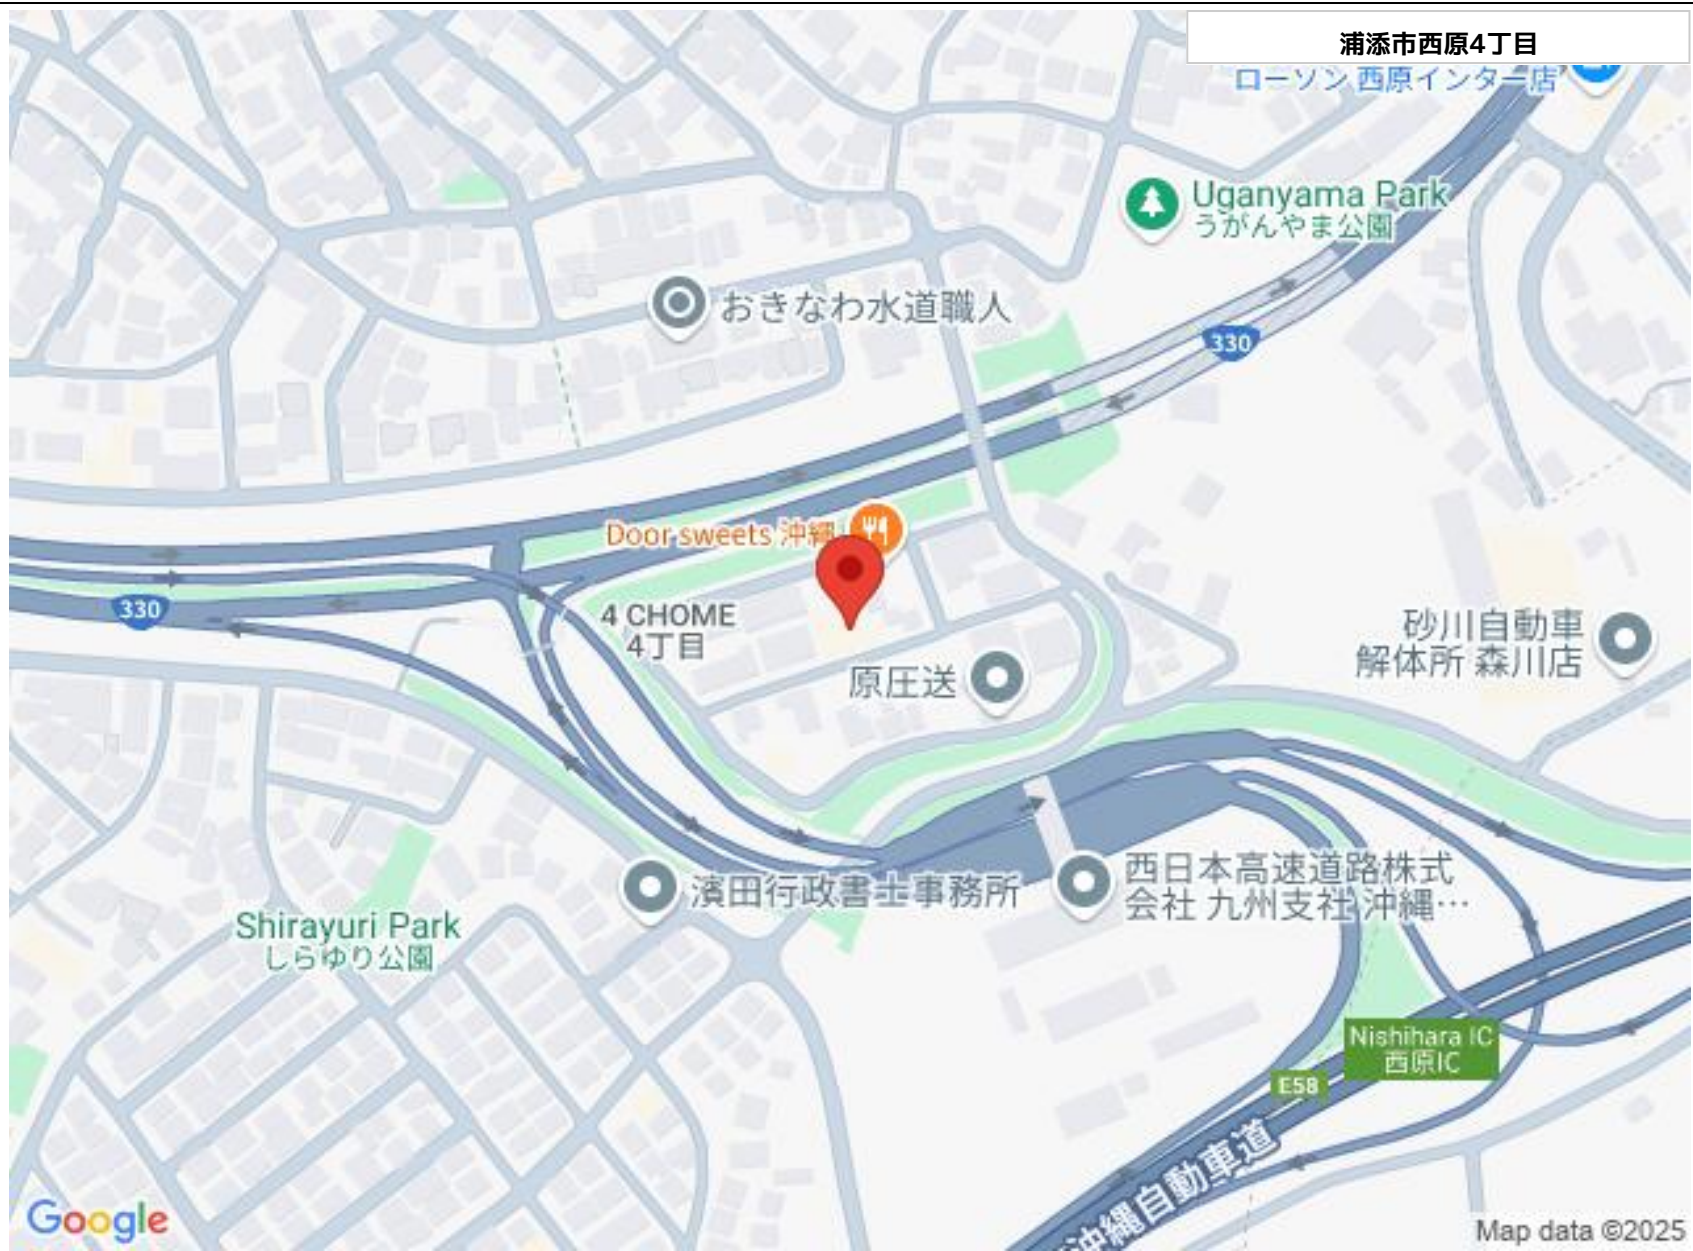 浦添市西原4丁目
ローソン 西原インター店
Uganyama Park
うがんやま公園
おきなわ水道職人
330
Door sweets 沖縄
330
4 CHOME
4丁目
砂川自動車
解体所 森川店
原圧送
濱田行政書士事務所
西日本高速道路株式
会社 九州支社 沖縄…
Shirayuri Park
しらゆり公園
Nishihara IC
西原IC
E58
沖縄自動車道
Google
Map data ©2025